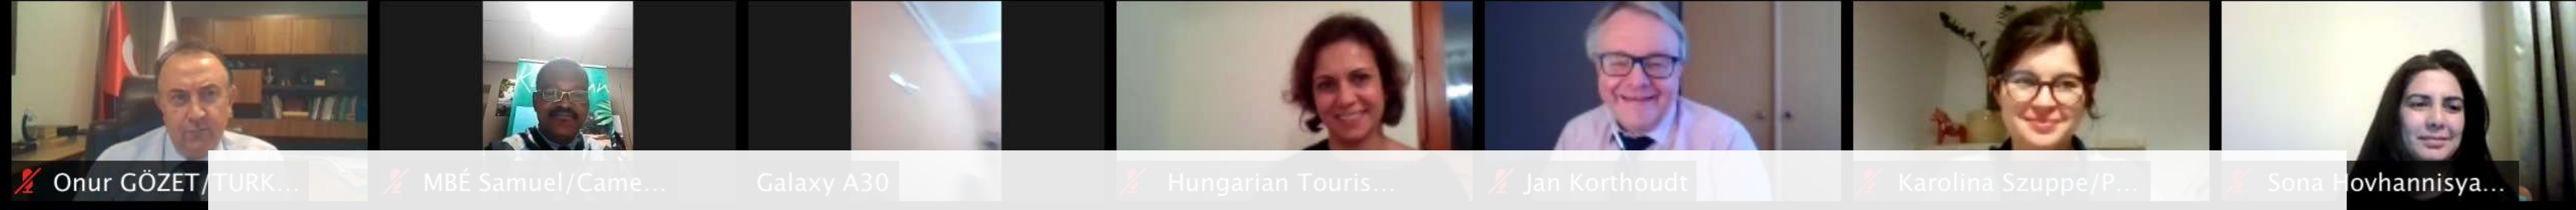 Onur GÖZET/TURK...
MBÉ Samuel/Came...
Galaxy A30
Hungarian Touris...
Jan Korthoudt
Karolina Szuppe/P...
Sona Hovhannisya...